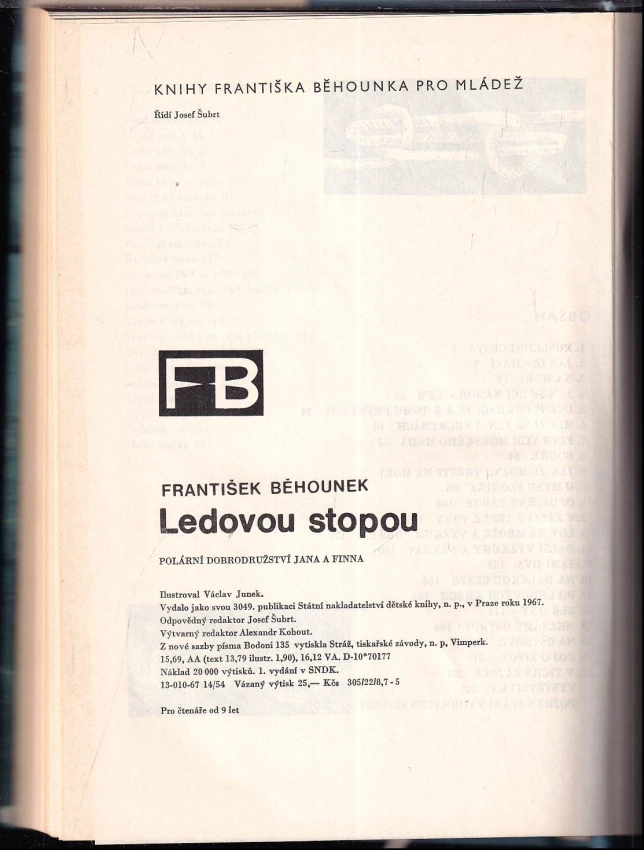 KNIHY FRANTIŠKA BĚHOUNKA PRO MLÁDEŽ
Řídí Josef Šubrt
FB
FRANTIŠEK BĚHOUNEK
Ledovou stopou
POLÁRNÍ DOBRODRUŽSTVÍ JANA A FINNA
Ilustroval Václav Junek.
Vydalo jako svou 3049. publikaci Státní nakladatelství dětské knihy, n. p., v Praze roku 1967.
Odpovědný redaktor Josef Šubrt.
Výtvarný redaktor Alexandr Kohout.
Z nové sazby písma Bodoni 135 vytiskla Stráž, tiskařské závody, n. p, Vimperk.
15,69, AA (text 13,79 ilustr. 1,90), 16,12 VA. D-10*70177
Náklad 20 000 výtisků. 1. vydání v SNDK.
13-010-67 14/54 Vázaný výtisk 25,— Kčs 305/22/8,7 - 5
Pro čtenáře od 9 let